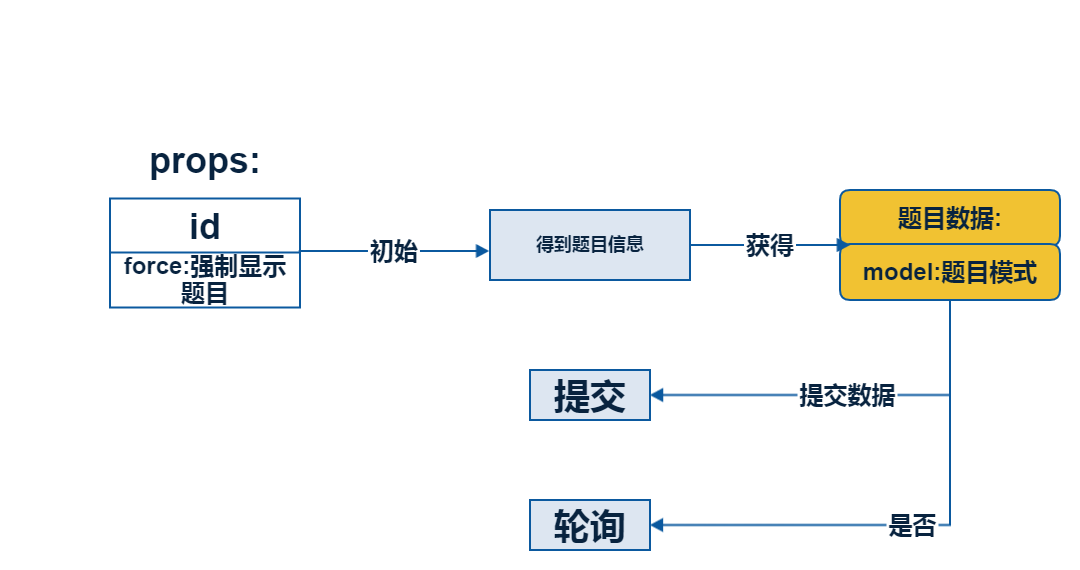 props:
id
force:强制显示
题目
初始
得到题目信息
获得
题目数据:
model:题目模式
提交
提交数据
轮询
是否